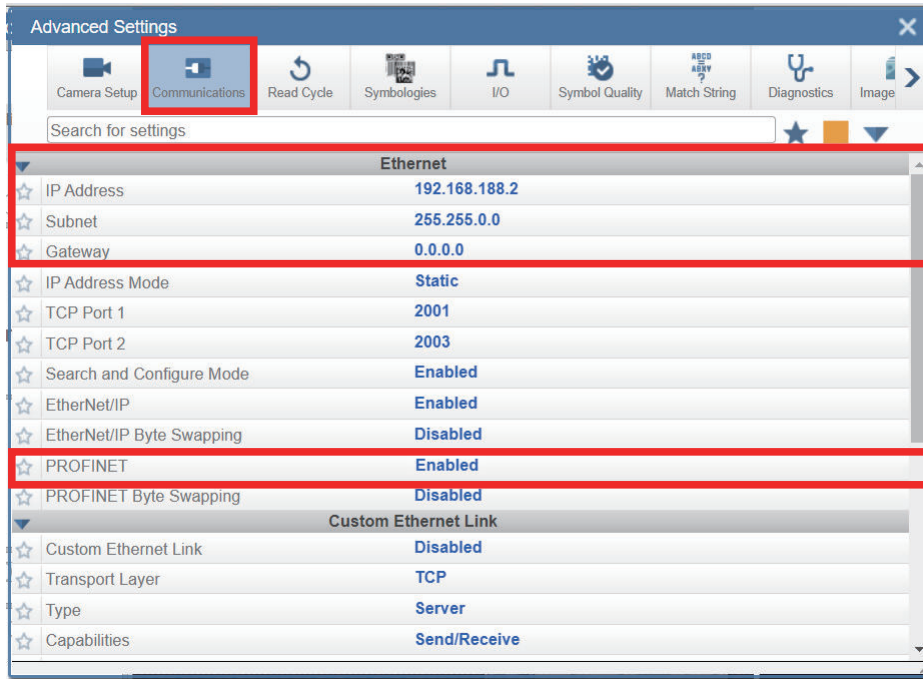 Advanced Settings
Camera Setup Communications Read Cycle Symbologies I/O Symbol Quality Match String Diagnostics Image
Search for settings
Ethernet
IP Address 192.168.188.2
Subnet 255.255.0.0
Gateway 0.0.0.0
IP Address Mode Static
TCP Port 1 2001
TCP Port 2 2003
Search and Configure Mode Enabled
EtherNet/IP Enabled
EtherNet/IP Byte Swapping Disabled
PROFINET Enabled
PROFINET Byte Swapping Disabled
Custom Ethernet Link
Custom Ethernet Link Disabled
Transport Layer TCP
Type Server
Capabilities Send/Receive